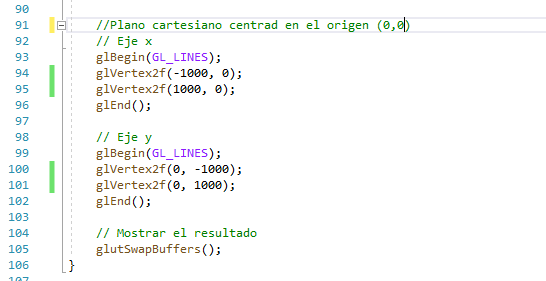 90
91 //Plano cartesiano centrad en el origen (0,0)
92 // Eje x
93 glBegin(GL_LINES);
94 glVertex2f(-1000, 0);
95 glVertex2f(1000, 0);
96 glEnd();
97
98 // Eje y
99 glBegin(GL_LINES);
100 glVertex2f(0, -1000);
101 glVertex2f(0, 1000);
102 glEnd();
103
104 // Mostrar el resultado
105 glutSwapBuffers();
106 }
107